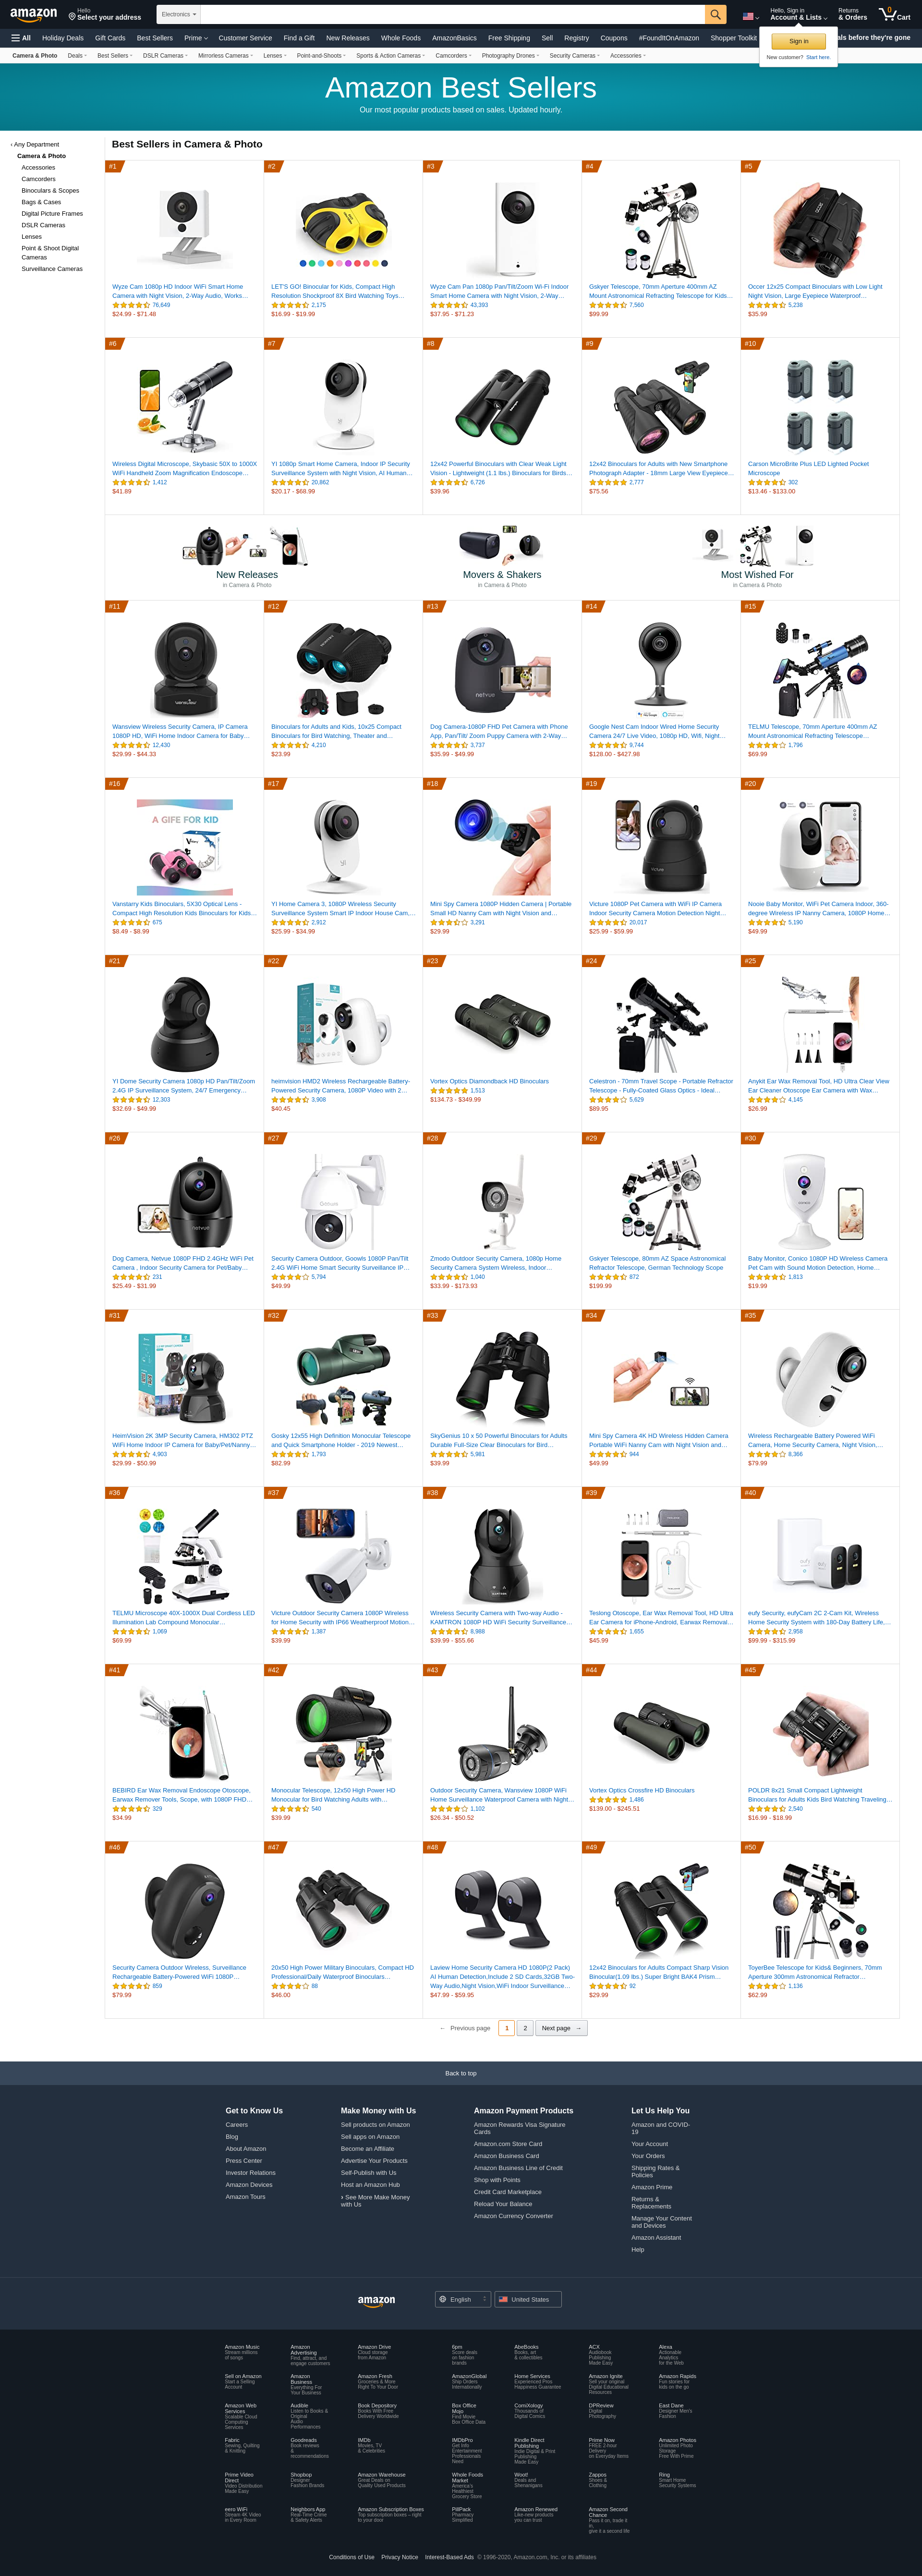 amazon
Hello
Select your address
Electronics
Hello, Sign in
Account & Lists
Returns
& Orders
0
Cart
All
Holiday Deals
Gift Cards
Best Sellers
Prime
Customer Service
Find a Gift
New Releases
Whole Foods
AmazonBasics
Free Shipping
Sell
Registry
Coupons
#FoundItOnAmazon
Shopper Toolkit
before they're gone
Sign in
New customer? Start here
Camera & Photo
Deals
Best Sellers
DSLR Cameras
Mirrorless Cameras
Lenses
Point-and-Shoots
Sports & Action Cameras
Camcorders
Photography Drones
Security Cameras
Accessories
Amazon Best Sellers
Our most popular products based on sales. Updated hourly.
‹ Any Department
Camera & Photo
Accessories
Camcorders
Binoculars & Scopes
Bags & Cases
Digital Picture Frames
DSLR Cameras
Lenses
Point & Shoot Digital
Cameras
Surveillance Cameras
Best Sellers in Camera & Photo
#1
Wyze Cam 1080p HD Indoor WiFi Smart Home
Camera with Night Vision, 2-Way Audio, Works…
76,649
$24.99 - $71.48
#2
LET'S GO! Binocular for Kids, Compact High
Resolution Shockproof 8X Bird Watching Toys…
2,175
$16.99 - $19.99
#3
Wyze Cam Pan 1080p Pan/Tilt/Zoom Wi-Fi Indoor
Smart Home Camera with Night Vision, 2-Way…
43,393
$37.95 - $71.23
#4
Gskyer Telescope, 70mm Aperture 400mm AZ
Mount Astronomical Refracting Telescope for Kids…
7,560
$99.99
#5
Occer 12x25 Compact Binoculars with Low Light
Night Vision, Large Eyepiece Waterproof…
5,238
$35.99
#6
Wireless Digital Microscope, Skybasic 50X to 1000X
WiFi Handheld Zoom Magnification Endoscope…
1,412
$41.89
#7
YI 1080p Smart Home Camera, Indoor IP Security
Surveillance System with Night Vision, AI Human…
20,862
$20.17 - $68.99
#8
12x42 Powerful Binoculars with Clear Weak Light
Vision - Lightweight (1.1 lbs.) Binoculars for Birds…
6,726
$39.96
#9
12x42 Binoculars for Adults with New Smartphone
Photograph Adapter - 18mm Large View Eyepiece…
2,777
$75.56
#10
Carson MicroBrite Plus LED Lighted Pocket
Microscope
302
$13.46 - $133.00
New Releases
in Camera & Photo
Movers & Shakers
in Camera & Photo
Most Wished For
in Camera & Photo
#11
Wansview Wireless Security Camera, IP Camera
1080P HD, WiFi Home Indoor Camera for Baby…
12,430
$29.99 - $44.33
#12
Binoculars for Adults and Kids, 10x25 Compact
Binoculars for Bird Watching, Theater and…
4,210
$23.99
#13
Dog Camera-1080P FHD Pet Camera with Phone
App, Pan/Tilt/ Zoom Puppy Camera with 2-Way…
3,737
$35.99 - $49.99
#14
Google Nest Cam Indoor Wired Home Security
Camera 24/7 Live Video, 1080p HD, Wifi, Night…
9,744
$128.00 - $427.98
#15
TELMU Telescope, 70mm Aperture 400mm AZ
Mount Astronomical Refracting Telescope…
1,796
$69.99
#16
A GIFE FOR KID
Vanstarry Kids Binoculars, 5X30 Optical Lens -
Compact High Resolution Kids Binoculars for Kids…
675
$8.49 - $8.99
#17
YI Home Camera 3, 1080P Wireless Security
Surveillance System Smart IP Indoor House Cam,…
2,912
$25.99 - $34.99
#18
Mini Spy Camera 1080P Hidden Camera | Portable
Small HD Nanny Cam with Night Vision and…
3,291
$29.99
#19
Victure 1080P Pet Camera with WiFi IP Camera
Indoor Security Camera Motion Detection Night…
20,017
$25.99 - $59.99
#20
Nooie Baby Monitor, WiFi Pet Camera Indoor, 360-
degree Wireless IP Nanny Camera, 1080P Home…
5,190
$49.99
#21
YI Dome Security Camera 1080p HD Pan/Tilt/Zoom
2.4G IP Surveillance System, 24/7 Emergency…
12,303
$32.69 - $49.99
#22
heimvision HMD2 Wireless Rechargeable Battery-
Powered Security Camera, 1080P Video with 2…
3,908
$40.45
#23
Vortex Optics Diamondback HD Binoculars
1,513
$134.73 - $349.99
#24
Celestron - 70mm Travel Scope - Portable Refractor
Telescope - Fully-Coated Glass Optics - Ideal…
5,629
$89.95
#25
Anykit Ear Wax Removal Tool, HD Ultra Clear View
Ear Cleaner Otoscope Ear Camera with Wax…
4,145
$26.99
#26
Dog Camera, Netvue 1080P FHD 2.4GHz WiFi Pet
Camera , Indoor Security Camera for Pet/Baby…
231
$25.49 - $31.99
#27
Security Camera Outdoor, Goowls 1080P Pan/Tilt
2.4G WiFi Home Smart Security Surveillance IP…
5,794
$49.99
#28
Zmodo Outdoor Security Camera, 1080p Home
Security Camera System Wireless, Indoor…
1,040
$33.99 - $173.93
#29
Gskyer Telescope, 80mm AZ Space Astronomical
Refractor Telescope, German Technology Scope
872
$199.99
#30
Baby Monitor, Conico 1080P HD Wireless Camera
Pet Cam with Sound Motion Detection, Home…
1,813
$19.99
#31
HeimVision 2K 3MP Security Camera, HM302 PTZ
WiFi Home Indoor IP Camera for Baby/Pet/Nanny…
4,903
$29.99 - $50.99
#32
Gosky 12x55 High Definition Monocular Telescope
and Quick Smartphone Holder - 2019 Newest…
1,793
$82.99
#33
SkyGenius 10 x 50 Powerful Binoculars for Adults
Durable Full-Size Clear Binoculars for Bird…
5,981
$39.99
#34
Mini Spy Camera 4K HD Wireless Hidden Camera
Portable WiFi Nanny Cam with Night Vision and…
944
$49.99
#35
Wireless Rechargeable Battery Powered WiFi
Camera, Home Security Camera, Night Vision,…
8,366
$79.99
#36
TELMU Microscope 40X-1000X Dual Cordless LED
Illumination Lab Compound Monocular…
1,069
$69.99
#37
Victure Outdoor Security Camera 1080P Wireless
for Home Security with IP66 Weatherproof Motion…
1,387
$39.99
#38
Wireless Security Camera with Two-way Audio -
KAMTRON 1080P HD WiFi Security Surveillance…
8,988
$39.99 - $55.66
#39
Teslong Otoscope, Ear Wax Removal Tool, HD Ultra
Ear Camera for iPhone-Android, Earwax Removal…
1,655
$45.99
#40
eufy Security, eufyCam 2C 2-Cam Kit, Wireless
Home Security System with 180-Day Battery Life,…
2,958
$99.99 - $315.99
#41
BEBIRD Ear Wax Removal Endoscope Otoscope,
Earwax Remover Tools, Scope, with 1080P FHD…
329
$34.99
#42
Monocular Telescope, 12x50 High Power HD
Monocular for Bird Watching Adults with…
540
$39.99
#43
Outdoor Security Camera, Wansview 1080P WiFi
Home Surveillance Waterproof Camera with Night…
1,102
$26.34 - $50.52
#44
Vortex Optics Crossfire HD Binoculars
1,486
$139.00 - $245.51
#45
POLDR 8x21 Small Compact Lightweight
Binoculars for Adults Kids Bird Watching Traveling…
2,540
$16.99 - $18.99
#46
Security Camera Outdoor Wireless, Surveillance
Rechargeable Battery-Powered WiFi 1080P…
859
$79.99
#47
20x50 High Power Military Binoculars, Compact HD
Professional/Daily Waterproof Binoculars…
88
$46.00
#48
Laview Home Security Camera HD 1080P(2 Pack)
AI Human Detection,Include 2 SD Cards,32GB Two-
Way Audio,Night Vision,WiFi Indoor Surveillance…
$47.99 - $59.95
#49
12x42 Binoculars for Adults Compact Sharp Vision
Binocular(1.09 lbs.) Super Bright BAK4 Prism…
92
$29.99
#50
ToyerBee Telescope for Kids& Beginners, 70mm
Aperture 300mm Astronomical Refractor…
1,136
$62.99
← Previous page
1
2
Next page →
Back to top
Get to Know Us
Careers
Blog
About Amazon
Press Center
Investor Relations
Amazon Devices
Amazon Tours
Make Money with Us
Sell products on Amazon
Sell apps on Amazon
Become an Affiliate
Advertise Your Products
Self-Publish with Us
Host an Amazon Hub
› See More Make Money
with Us
Amazon Payment Products
Amazon Rewards Visa Signature
Cards
Amazon.com Store Card
Amazon Business Card
Amazon Business Line of Credit
Shop with Points
Credit Card Marketplace
Reload Your Balance
Amazon Currency Converter
Let Us Help You
Amazon and COVID-
19
Your Account
Your Orders
Shipping Rates &
Policies
Amazon Prime
Returns &
Replacements
Manage Your Content
and Devices
Amazon Assistant
Help
amazon
English
United States
Amazon Music
Stream millions
of songs
Amazon
Advertising
Find, attract, and
engage customers
Amazon Drive
Cloud storage
from Amazon
6pm
Score deals
on fashion
brands
AbeBooks
Books, art
& collectibles
ACX
Audiobook
Publishing
Made Easy
Alexa
Actionable
Analytics
for the Web
Sell on Amazon
Start a Selling
Account
Amazon
Business
Everything For
Your Business
Amazon Fresh
Groceries & More
Right To Your Door
AmazonGlobal
Ship Orders
Internationally
Home Services
Experienced Pros
Happiness Guarantee
Amazon Ignite
Sell your original
Digital Educational
Resources
Amazon Rapids
Fun stories for
kids on the go
Amazon Web
Services
Scalable Cloud
Computing
Services
Audible
Listen to Books &
Original
Audio
Performances
Book Depository
Books With Free
Delivery Worldwide
Box Office
Mojo
Find Movie
Box Office Data
ComiXology
Thousands of
Digital Comics
DPReview
Digital
Photography
East Dane
Designer Men's
Fashion
Fabric
Sewing, Quilting
& Knitting
Goodreads
Book reviews
&
recommendations
IMDb
Movies, TV
& Celebrities
IMDbPro
Get Info
Entertainment
Professionals
Need
Kindle Direct
Publishing
Indie Digital & Print
Publishing
Made Easy
Prime Now
FREE 2-hour
Delivery
on Everyday Items
Amazon Photos
Unlimited Photo
Storage
Free With Prime
Prime Video
Direct
Video Distribution
Made Easy
Shopbop
Designer
Fashion Brands
Amazon Warehouse
Great Deals on
Quality Used Products
Whole Foods
Market
America's
Healthiest
Grocery Store
Woot!
Deals and
Shenanigans
Zappos
Shoes &
Clothing
Ring
Smart Home
Security Systems
eero WiFi
Stream 4K Video
in Every Room
Neighbors App
Real-Time Crime
& Safety Alerts
Amazon Subscription Boxes
Top subscription boxes – right
to your door
PillPack
Pharmacy
Simplified
Amazon Renewed
Like-new products
you can trust
Amazon Second
Chance
Pass it on, trade it
in,
give it a second life
Conditions of Use
Privacy Notice
Interest-Based Ads
© 1996-2020, Amazon.com, Inc. or its affiliates